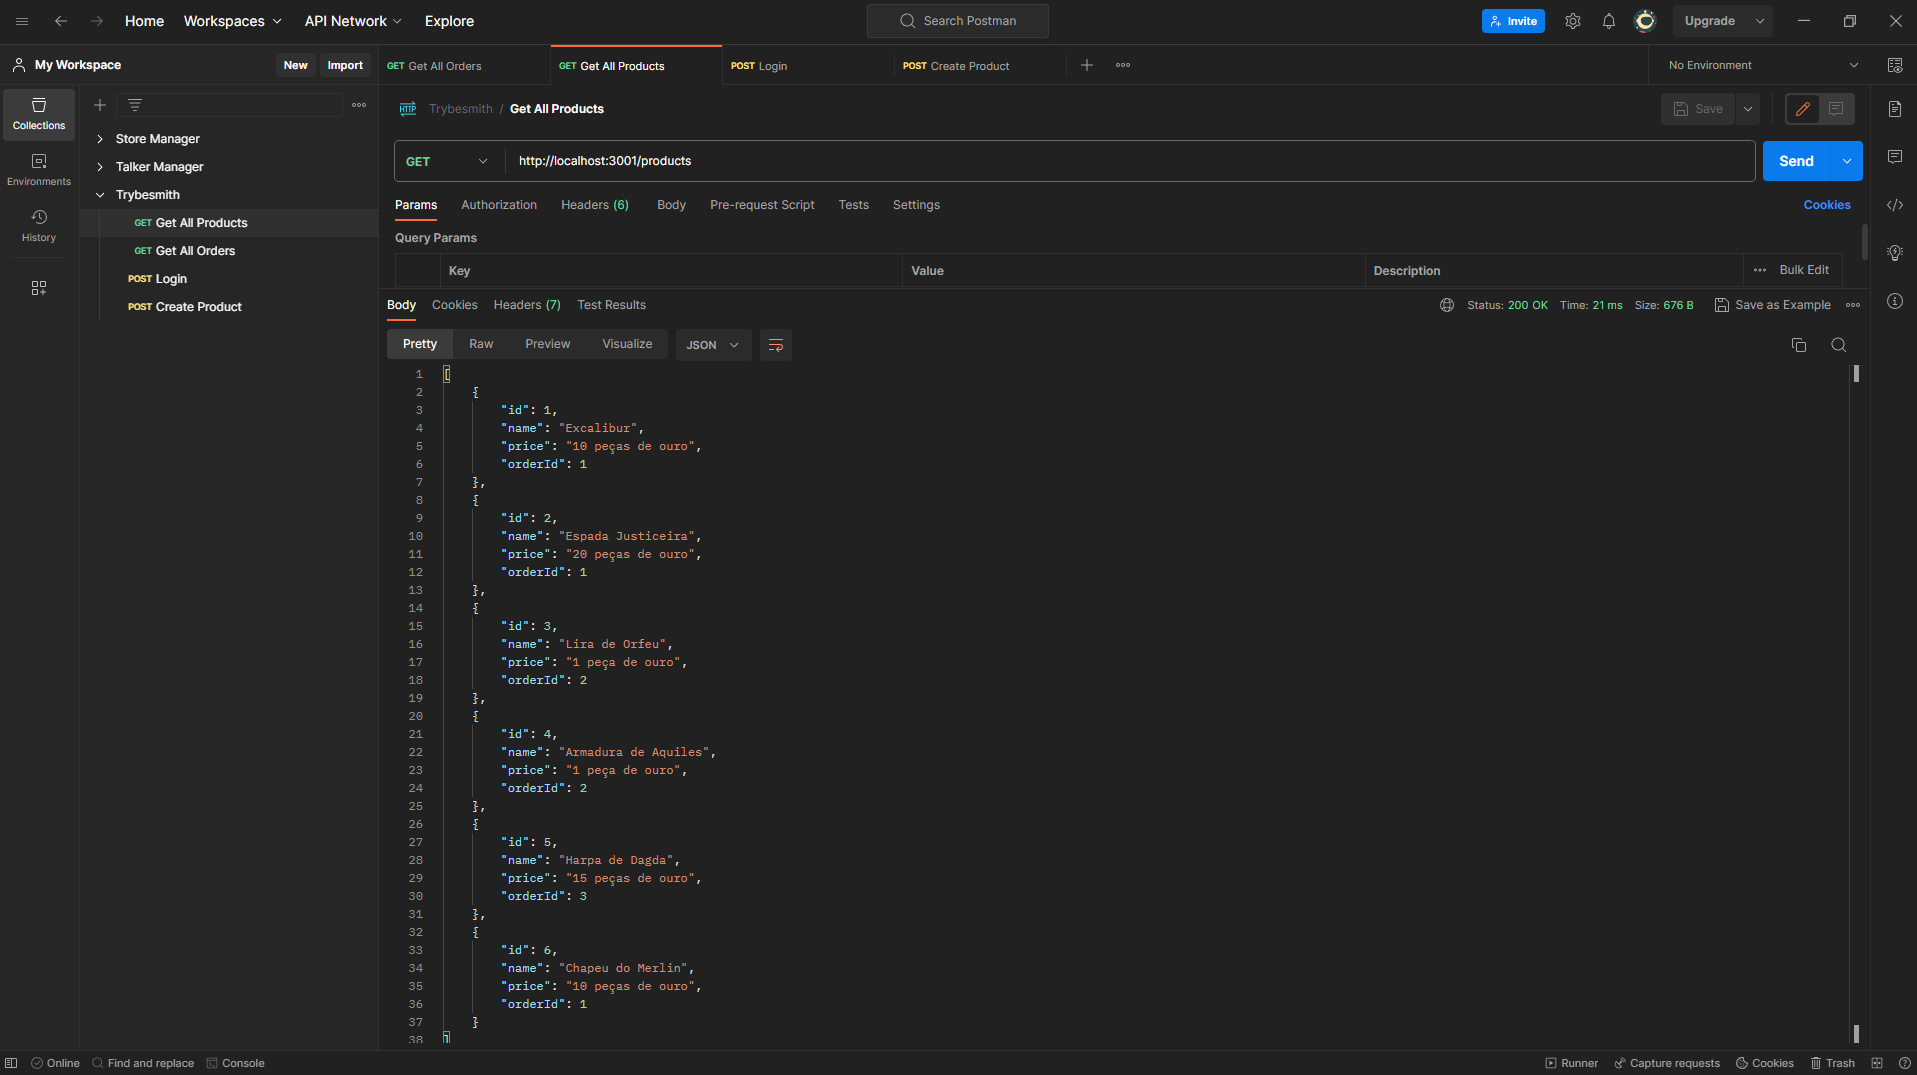 Home Workspaces API Network Explore Search Postman Invite Upgrade
My Workspace New Import GET Get All Orders GET Get All Products POST Login POST Create Product No Environment
Collections
Environments
History
Store Manager
Talker Manager
Trybesmith
GET Get All Products
GET Get All Orders
POST Login
POST Create Product
HTTP Trybesmith / Get All Products Save
GET http://localhost:3001/products Send
Params Authorization Headers (6) Body Pre-request Script Tests Settings Cookies
Query Params
Key Value Description Bulk Edit
Body Cookies Headers (7) Test Results Status: 200 OK Time: 21 ms Size: 676 B Save as Example
Pretty Raw Preview Visualize JSON
1 [
2 {
3 "id": 1,
4 "name": "Excalibur",
5 "price": "10 peças de ouro",
6 "orderId": 1
7 },
8 {
9 "id": 2,
10 "name": "Espada Justiceira",
11 "price": "20 peças de ouro",
12 "orderId": 1
13 },
14 {
15 "id": 3,
16 "name": "Lira de Orfeu",
17 "price": "1 peça de ouro",
18 "orderId": 2
19 },
20 {
21 "id": 4,
22 "name": "Armadura de Aquiles",
23 "price": "1 peça de ouro",
24 "orderId": 2
25 },
26 {
27 "id": 5,
28 "name": "Harpa de Dagda",
29 "price": "15 peças de ouro",
30 "orderId": 3
31 },
32 {
33 "id": 6,
34 "name": "Chapeu do Merlin",
35 "price": "10 peças de ouro",
36 "orderId": 1
37 }
38 ]
Online Find and replace Console Runner Capture requests Cookies Trash